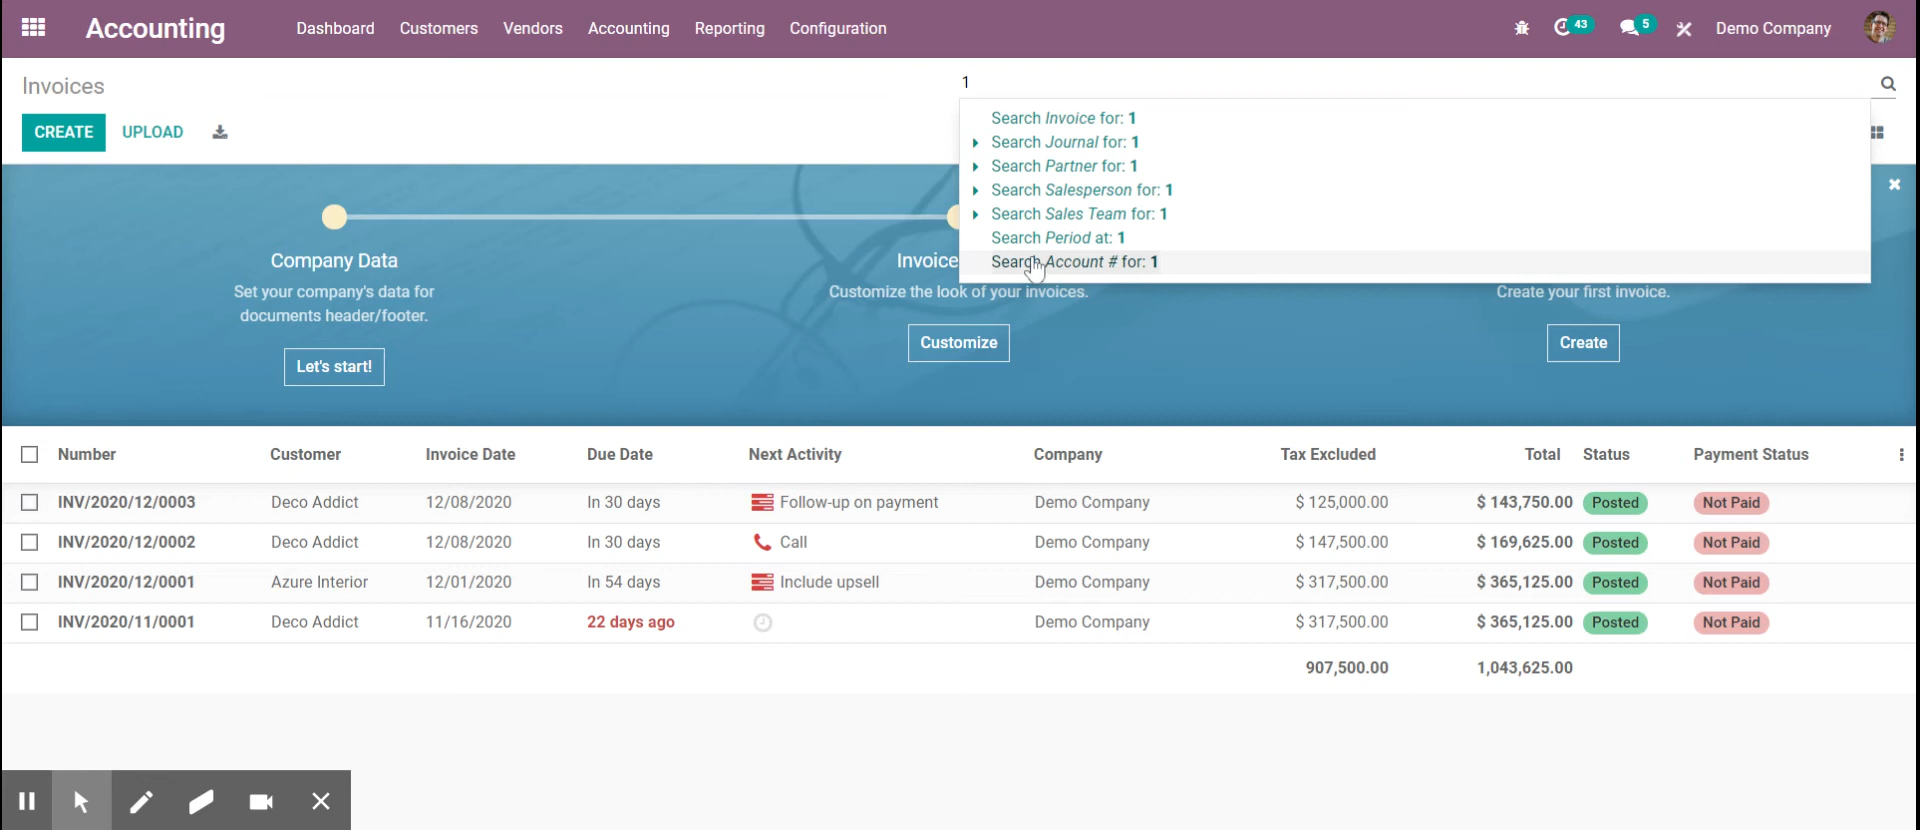 Accounting Dashboard Customers Vendors Accounting Reporting Configuration 43 5 Demo Company
Invoices 1
CREATE UPLOAD
Search Invoice for: 1
Search Journal for: 1
Search Partner for: 1
Search Salesperson for: 1
Search Sales Team for: 1
Search Period at: 1
Search Account # for: 1
Company Data
Set your company's data for
documents header/footer.
Let's start!
Invoice
Customize the look of your invoices.
Customize
Create your first invoice.
Create
Number Customer Invoice Date Due Date Next Activity Company Tax Excluded Total Status Payment Status
INV/2020/12/0003 Deco Addict 12/08/2020 In 30 days Follow-up on payment Demo Company $ 125,000.00 $ 143,750.00 Posted Not Paid
INV/2020/12/0002 Deco Addict 12/08/2020 In 30 days Call Demo Company $ 147,500.00 $ 169,625.00 Posted Not Paid
INV/2020/12/0001 Azure Interior 12/01/2020 In 54 days Include upsell Demo Company $ 317,500.00 $ 365,125.00 Posted Not Paid
INV/2020/11/0001 Deco Addict 11/16/2020 22 days ago Demo Company $ 317,500.00 $ 365,125.00 Posted Not Paid
907,500.00 1,043,625.00